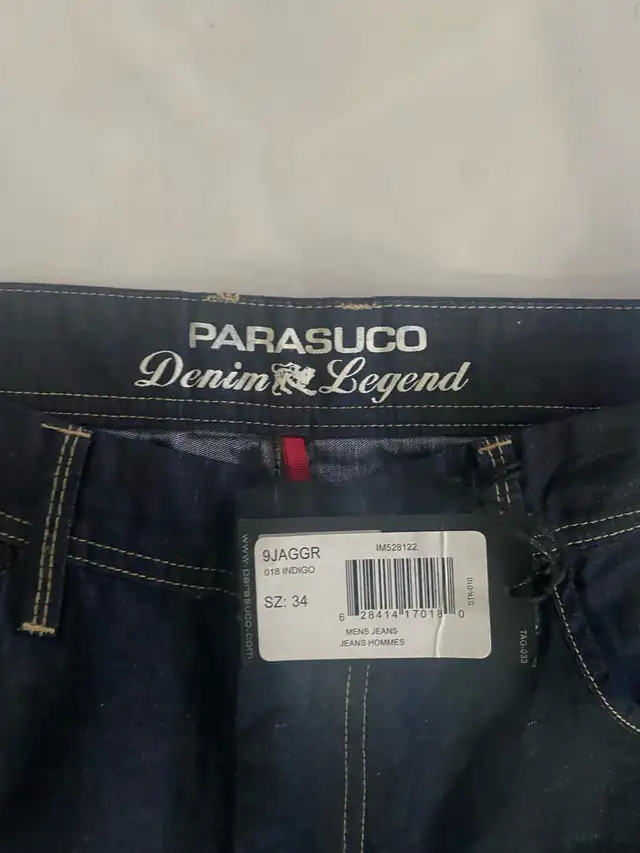 PARASUCO
Denim Legend
www.parasuco.com
9JAGGR
IM528122
018 INDIGO
SZ: 34
6 28414 17018 0
STK-010
MENS JEANS
JEANS HOMMES
TAG-033